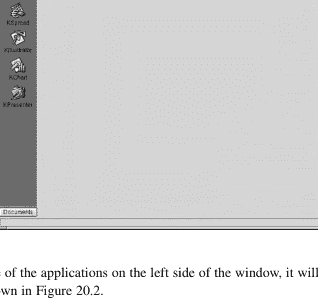 KSpread
KIllustrator
KChart
KPresenter
Documents
e of the applications on the left side of the window, it will
wn in Figure 20.2.